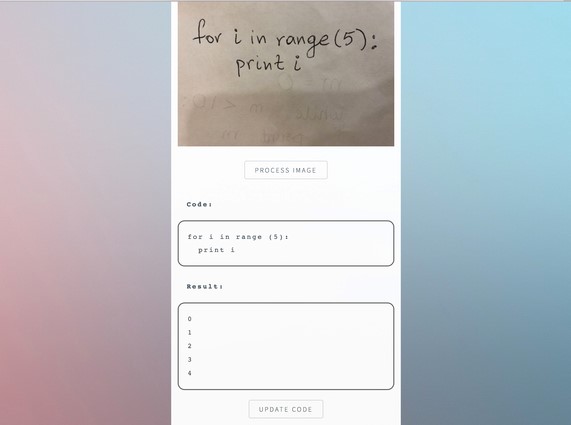 for i in range(5):
print i
PROCESS IMAGE
Code:
for i in range (5):
print i
Result:
0
1
2
3
4
UPDATE CODE